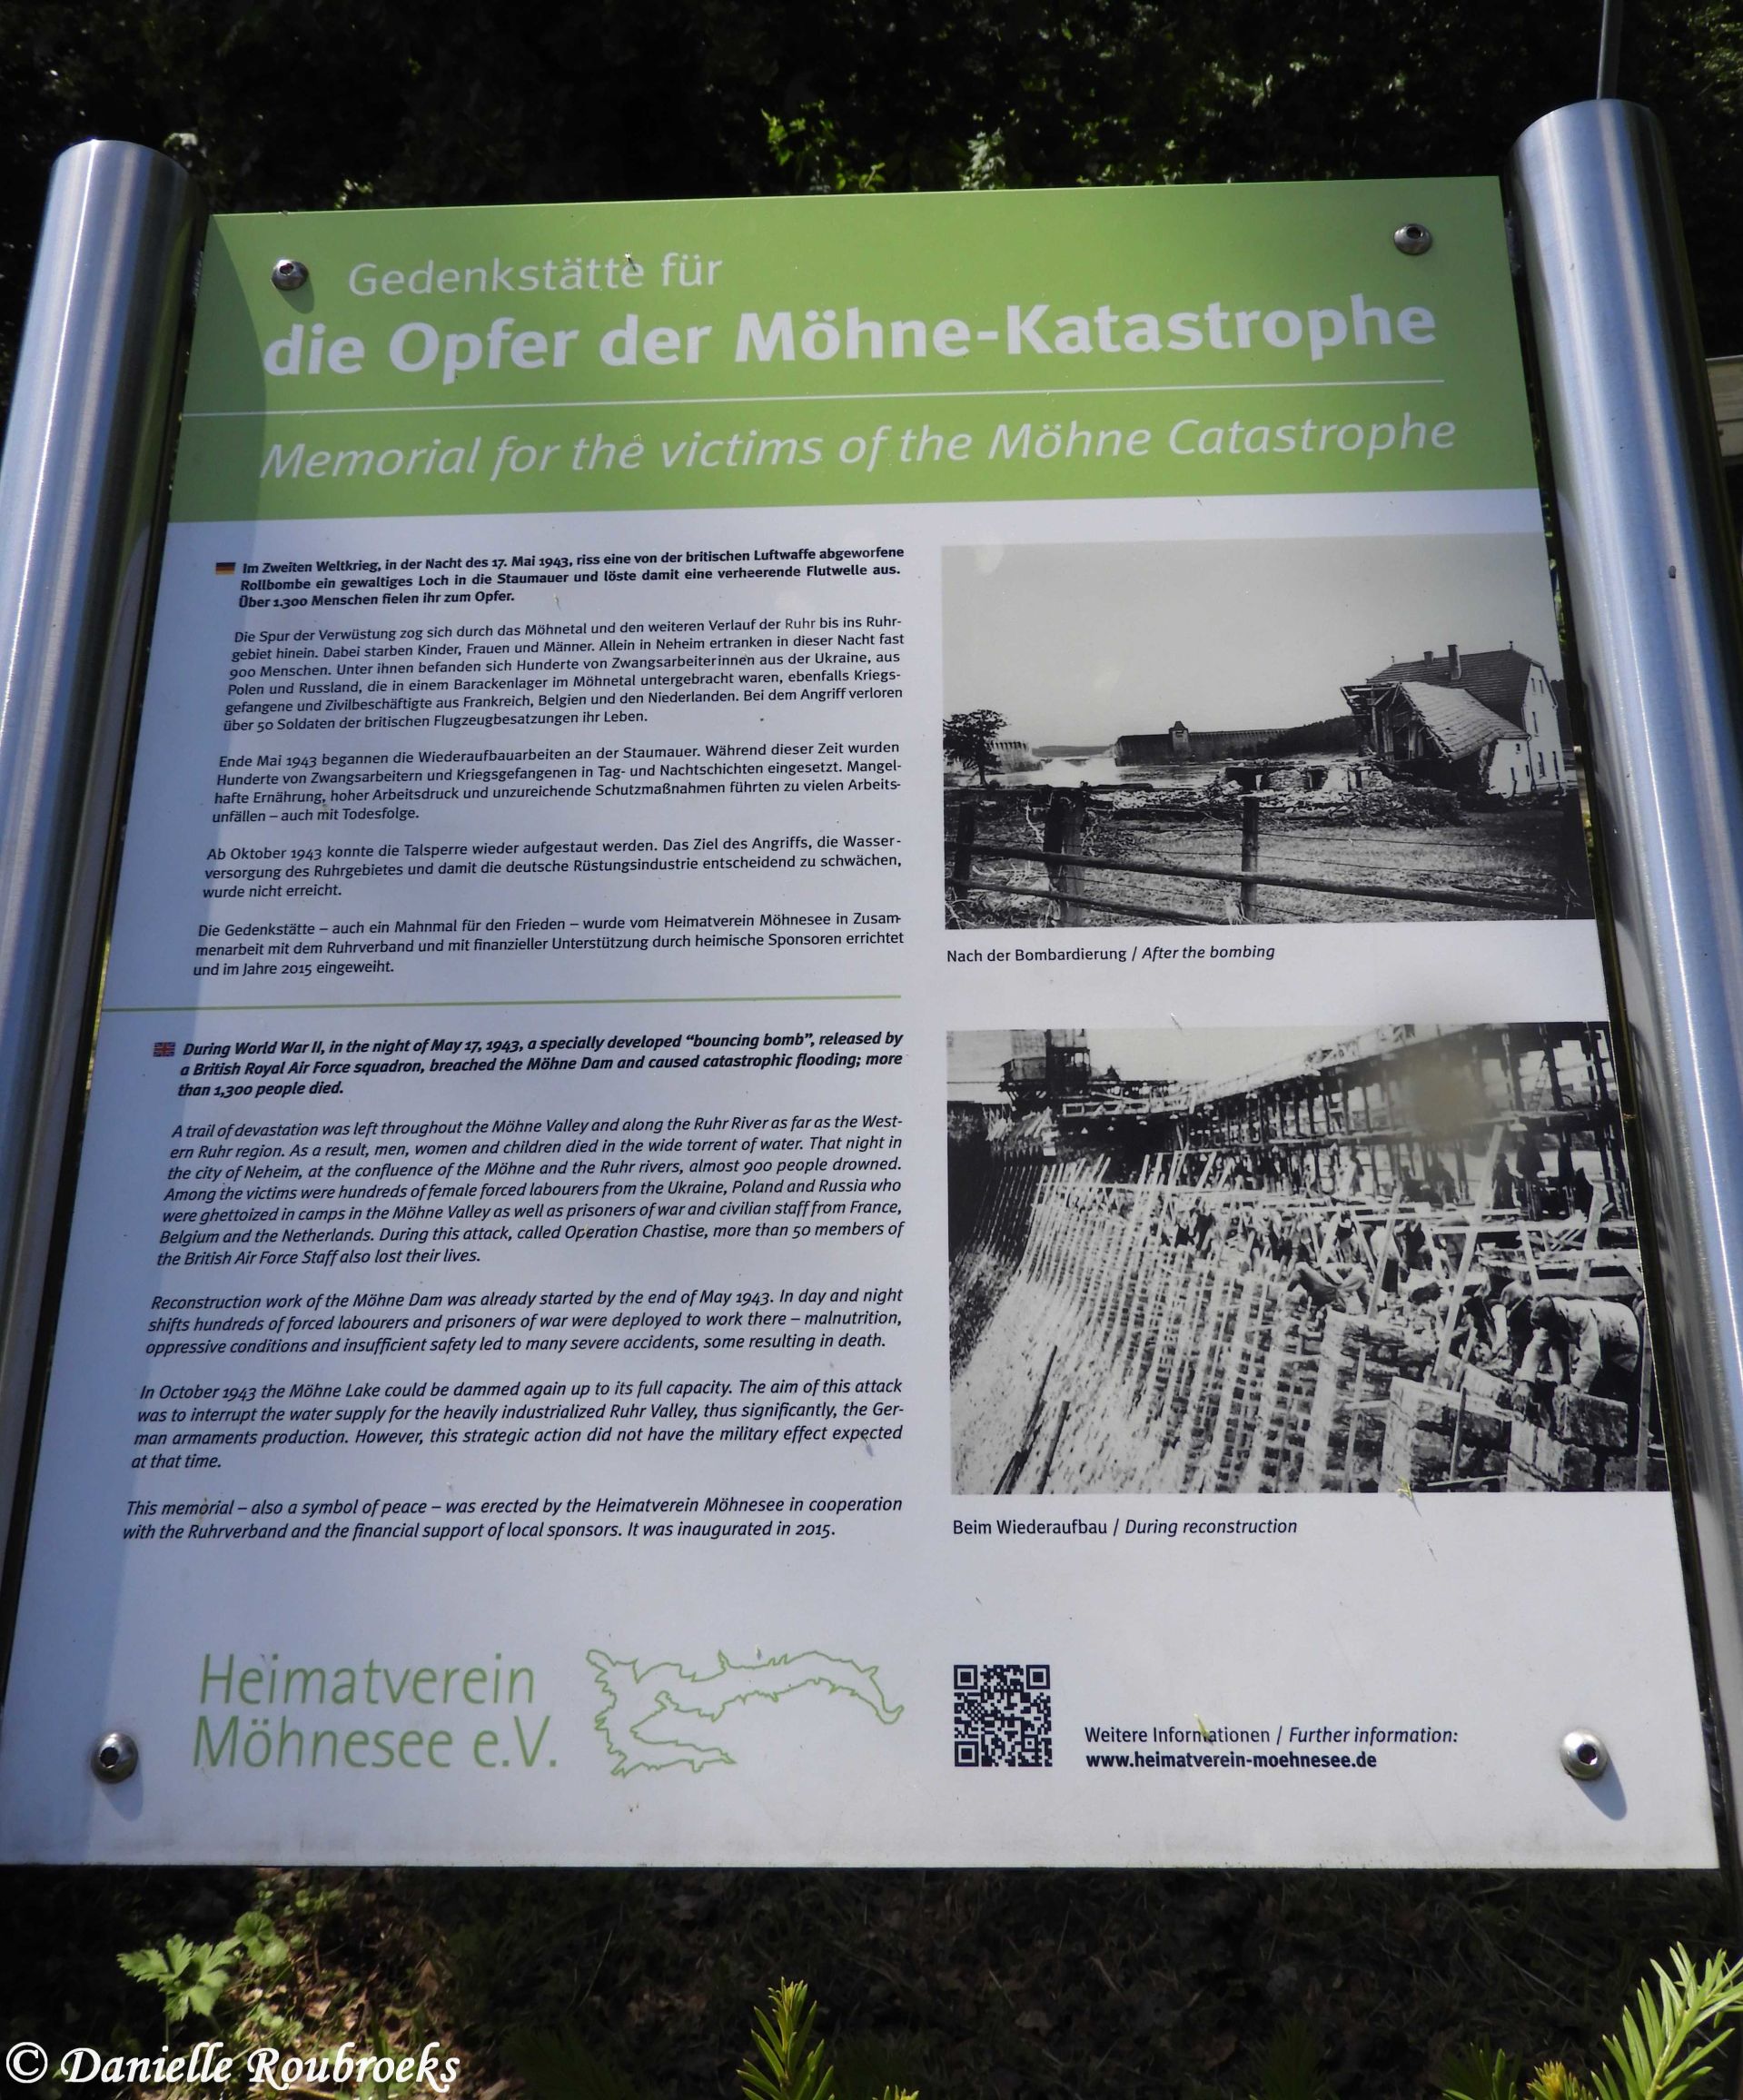 Gedenkstätte für
die Opfer der Möhne-Katastrophe
Memorial for the victims of the Möhne Catastrophe
Im Zweiten Weltkrieg, in der Nacht des 17. Mai 1943, riss eine von der britischen Luftwaffe abgeworfene
Rollbombe ein gewaltiges Loch in die Staumauer und löste damit eine verheerende Flutwelle aus.
Über 1.300 Menschen fielen ihr zum Opfer.
Die Spur der Verwüstung zog sich durch das Möhnetal und den weiteren Verlauf der Ruhr bis ins Ruhr-
gebiet hinein. Dabei starben Kinder, Frauen und Männer. Allein in Neheim ertranken in dieser Nacht fast
900 Menschen. Unter ihnen befanden sich Hunderte von Zwangsarbeiterinnen aus der Ukraine, aus
Polen und Russland, die in einem Barackenlager im Möhnetal untergebracht waren, ebenfalls Kriegs-
gefangene und Zivilbeschäftigte aus Frankreich, Belgien und den Niederlanden. Bei dem Angriff verloren
über 50 Soldaten der britischen Flugzeugbesatzungen ihr Leben.
Ende Mai 1943 begannen die Wiederaufbauarbeiten an der Staumauer. Während dieser Zeit wurden
Hunderte von Zwangsarbeitern und Kriegsgefangenen in Tag- und Nachtschichten eingesetzt. Mangel-
hafte Ernährung, hoher Arbeitsdruck und unzureichende Schutzmaßnahmen führten zu vielen Arbeits-
unfällen – auch mit Todesfolge.
Ab Oktober 1943 konnte die Talsperre wieder aufgestaut werden. Das Ziel des Angriffs, die Wasser-
versorgung des Ruhrgebietes und damit die deutsche Rüstungsindustrie entscheidend zu schwächen,
wurde nicht erreicht.
Die Gedenkstätte – auch ein Mahnmal für den Frieden – wurde vom Heimatverein Möhnesee in Zusam-
menarbeit mit dem Ruhrverband und mit finanzieller Unterstützung durch heimische Sponsoren errichtet
und im Jahre 2015 eingeweiht.
During World War II, in the night of May 17, 1943, a specially developed “bouncing bomb”, released by
a British Royal Air Force squadron, breached the Möhne Dam and caused catastrophic flooding; more
than 1,300 people died.
A trail of devastation was left throughout the Möhne Valley and along the Ruhr River as far as the West-
ern Ruhr region. As a result, men, women and children died in the wide torrent of water. That night in
the city of Neheim, at the confluence of the Möhne and the Ruhr rivers, almost 900 people drowned.
Among the victims were hundreds of female forced labourers from the Ukraine, Poland and Russia who
were ghettoized in camps in the Möhne Valley as well as prisoners of war and civilian staff from France,
Belgium and the Netherlands. During this attack, called Operation Chastise, more than 50 members of
the British Air Force Staff also lost their lives.
Reconstruction work of the Möhne Dam was already started by the end of May 1943. In day and night
shifts hundreds of forced labourers and prisoners of war were deployed to work there – malnutrition,
oppressive conditions and insufficient safety led to many severe accidents, some resulting in death.
In October 1943 the Möhne Lake could be dammed again up to its full capacity. The aim of this attack
was to interrupt the water supply for the heavily industrialized Ruhr Valley, thus significantly, the Ger-
man armaments production. However, this strategic action did not have the military effect expected
at that time.
This memorial – also a symbol of peace – was erected by the Heimatverein Möhnesee in cooperation
with the Ruhrverband and the financial support of local sponsors. It was inaugurated in 2015.
Nach der Bombardierung / After the bombing
Beim Wiederaufbau / During reconstruction
Heimatverein
Möhnesee e.V.
Weitere Informationen / Further information:
www.heimatverein-moehnesee.de
© Danielle Roubroeks